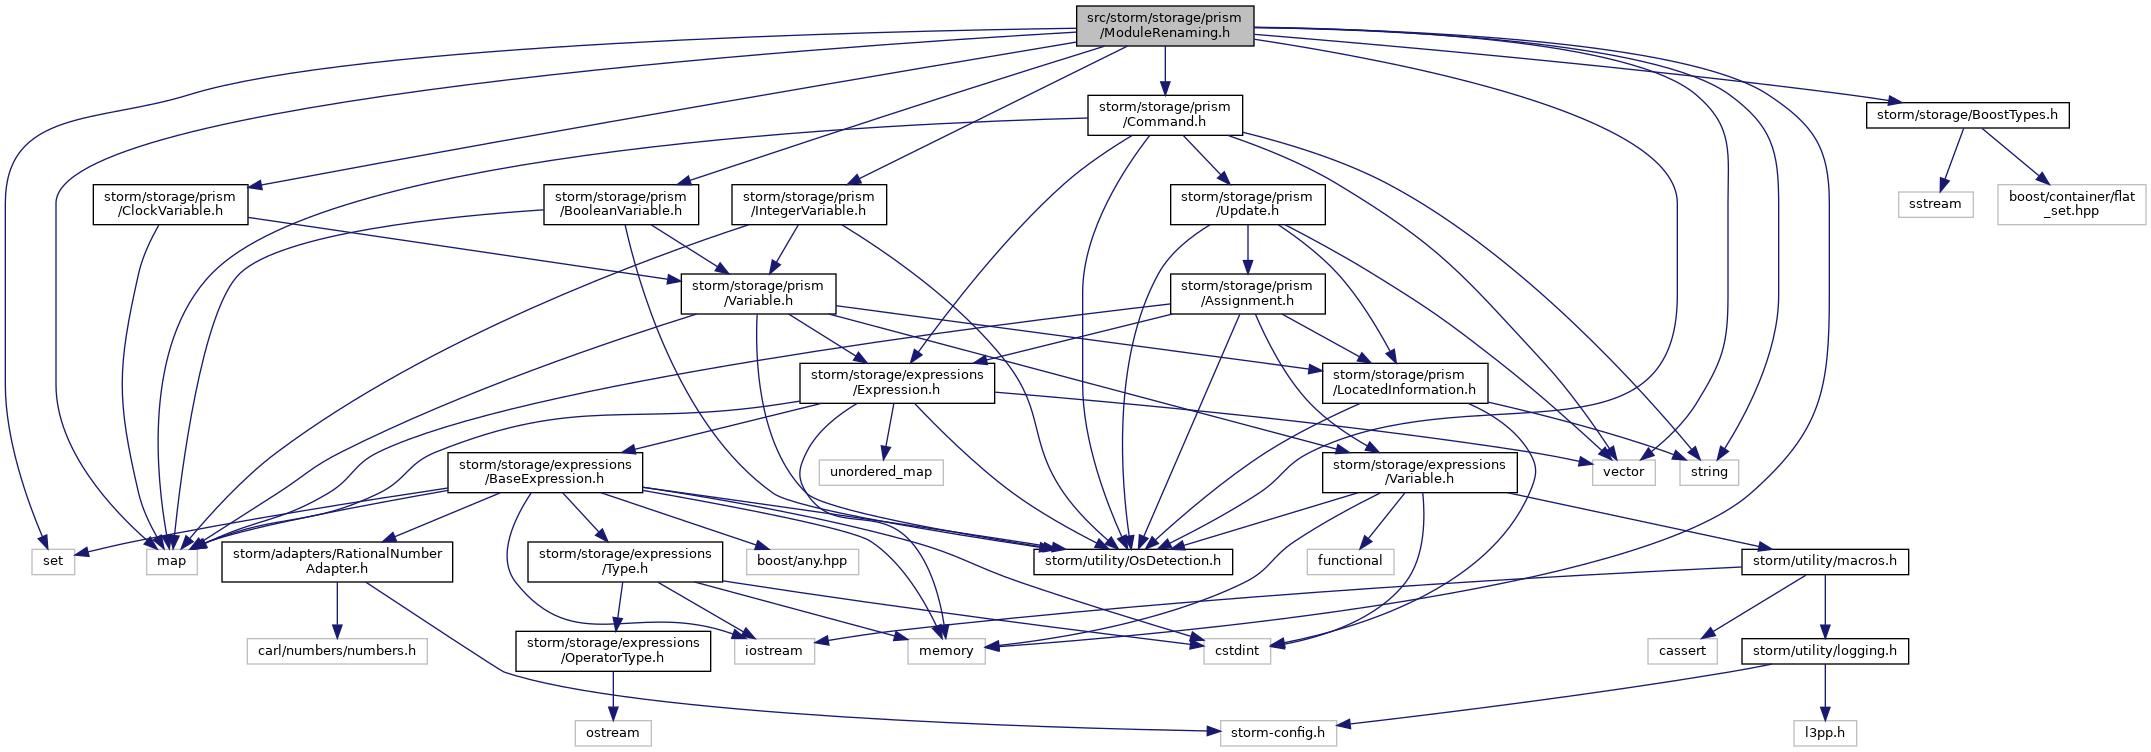 src/storm/storage/prism
/ModuleRenaming.h
storm/storage/prism
/Command.h
storm/storage/BoostTypes.h
storm/storage/prism
/ClockVariable.h
storm/storage/prism
/BooleanVariable.h
storm/storage/prism
/IntegerVariable.h
storm/storage/prism
/Update.h
sstream
boost/container/flat
_set.hpp
storm/storage/prism
/Variable.h
storm/storage/prism
/Assignment.h
storm/storage/expressions
/Expression.h
storm/storage/prism
/LocatedInformation.h
storm/storage/expressions
/BaseExpression.h
unordered_map
storm/storage/expressions
/Variable.h
vector
string
set
map
storm/adapters/RationalNumber
Adapter.h
storm/storage/expressions
/Type.h
boost/any.hpp
storm/utility/OsDetection.h
functional
storm/utility/macros.h
carl/numbers/numbers.h
storm/storage/expressions
/OperatorType.h
iostream
memory
cstdint
cassert
storm/utility/logging.h
ostream
storm-config.h
l3pp.h